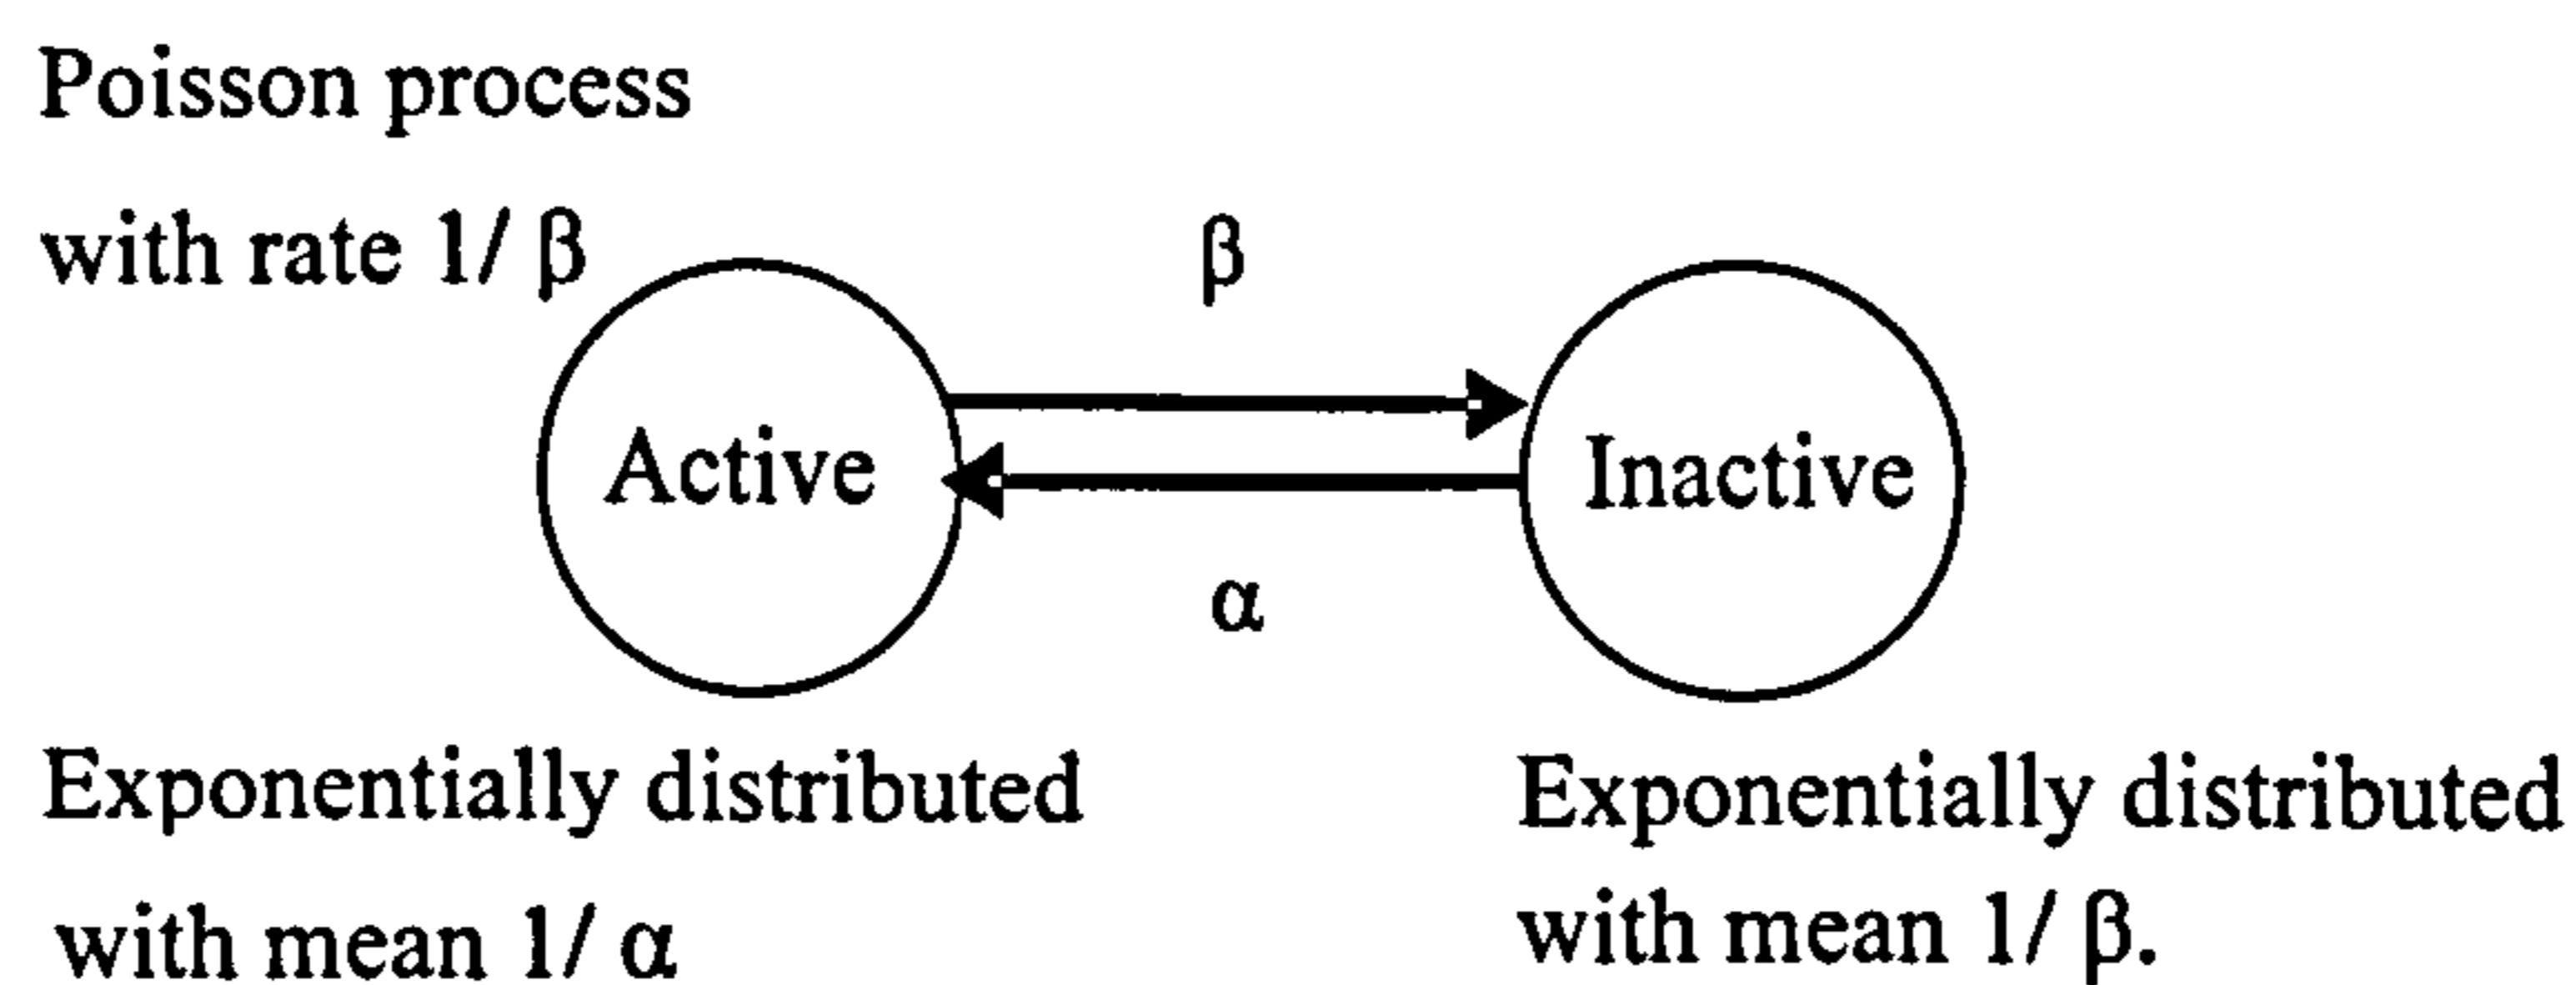 Poisson process
with rate 1/ β
β
Active
Inactive
α
Exponentially distributed
with mean 1/ α
Exponentially distributed
with mean 1/ β.